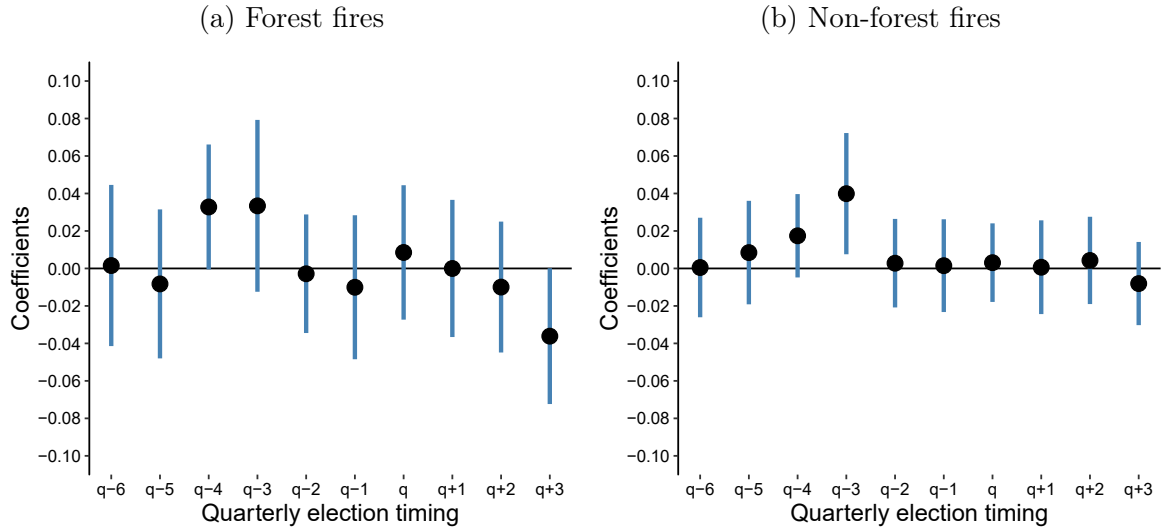 (a) Forest fires
0.10
0.08
0.06
0.04
0.02
0.00
−0.02
−0.04
−0.06
−0.08
−0.10
Coefficients
q−6 q−5 q−4 q−3 q−2 q−1 q q+1 q+2 q+3
Quarterly election timing
(b) Non-forest fires
0.10
0.08
0.06
0.04
0.02
0.00
−0.02
−0.04
−0.06
−0.08
−0.10
Coefficients
q−6 q−5 q−4 q−3 q−2 q−1 q q+1 q+2 q+3
Quarterly election timing